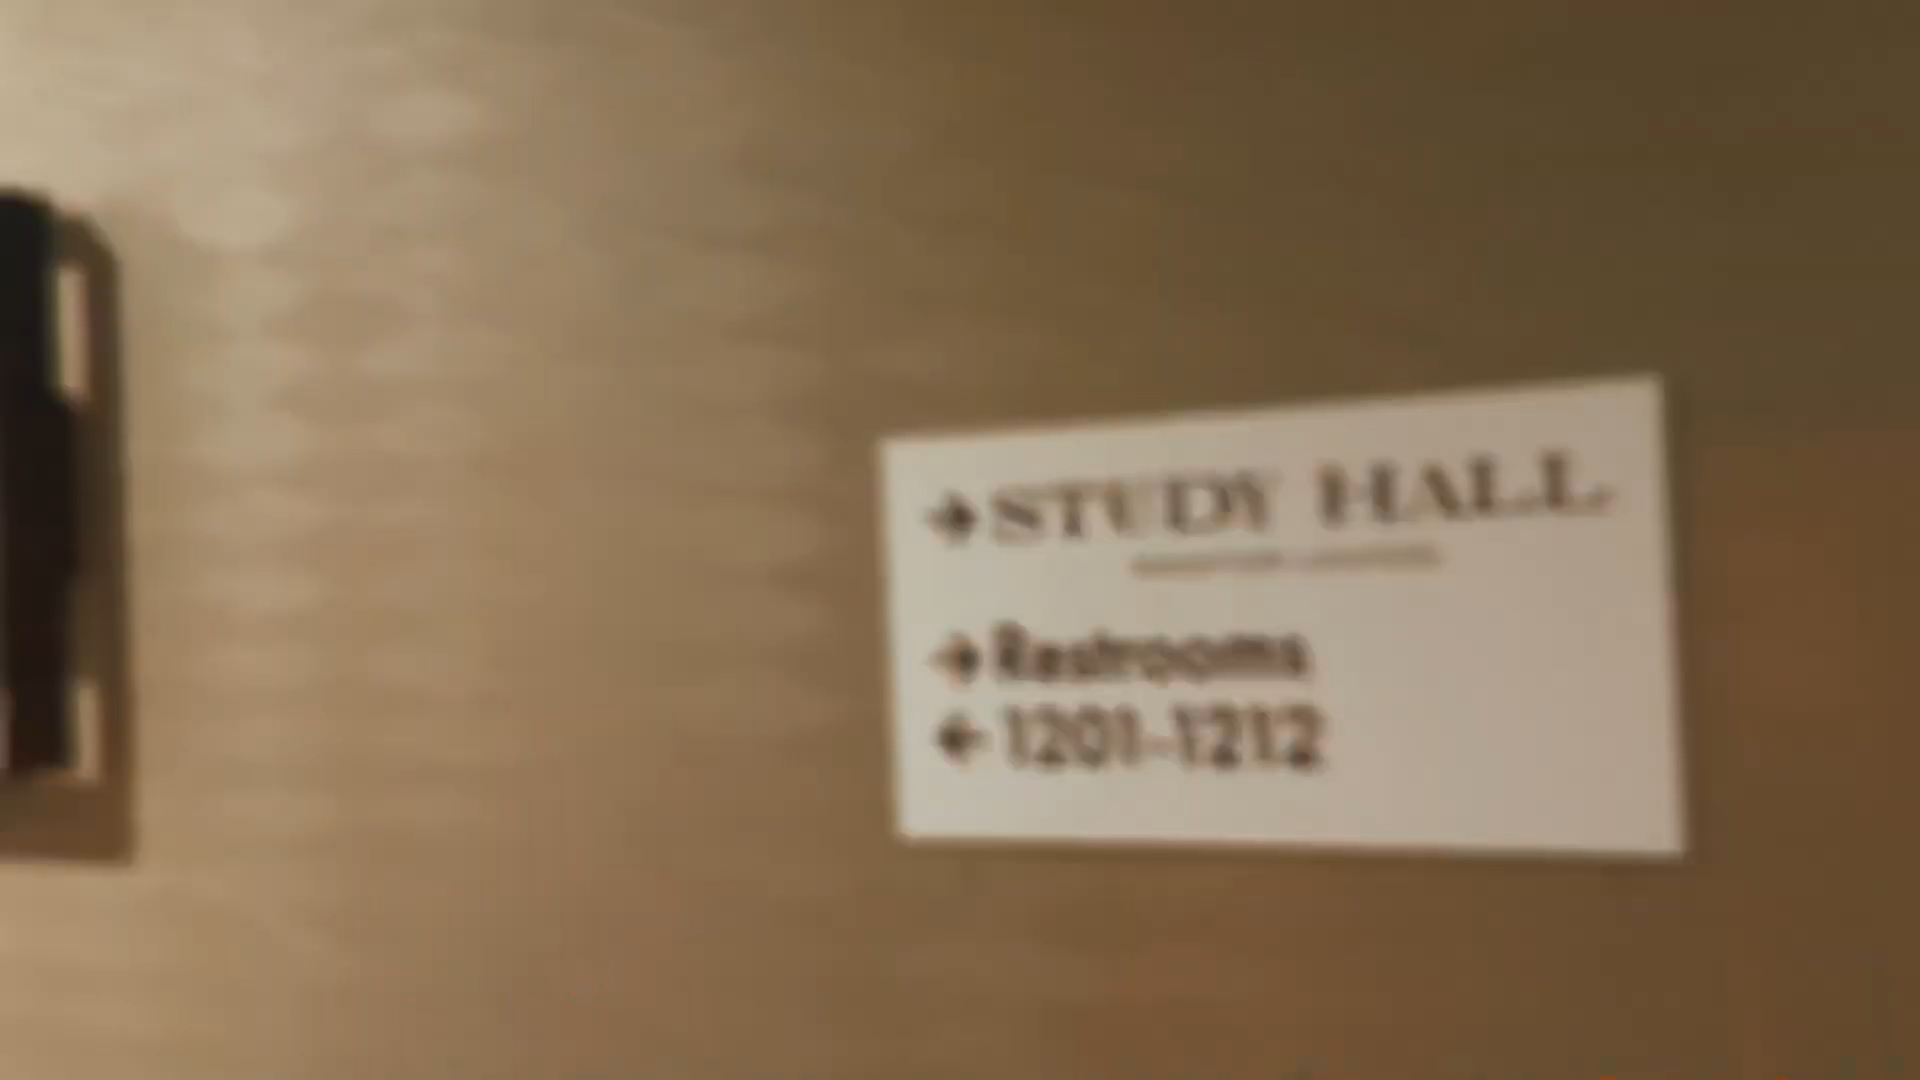 → STUDY HALL
→ Restrooms
← 1201-1212